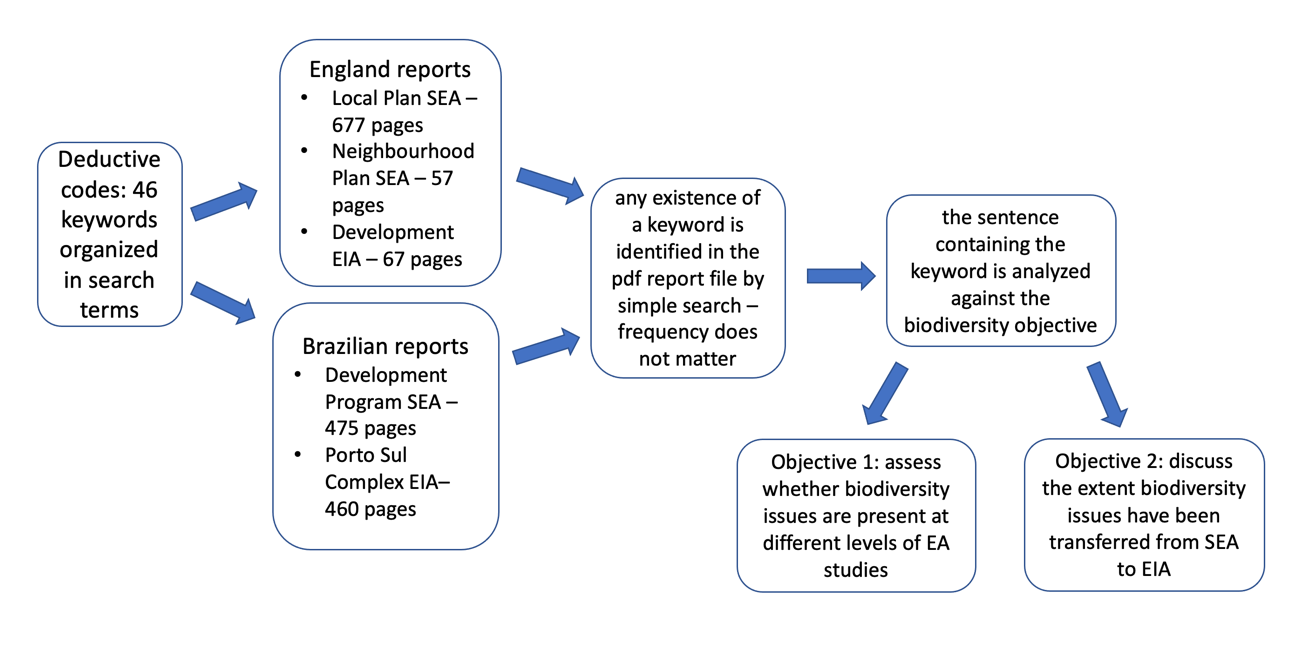 Deductive
codes: 46
keywords
organized
in search
terms
England reports
• Local Plan SEA –
677 pages
• Neighbourhood
Plan SEA – 57
pages
• Development
EIA – 67 pages
Brazilian reports
• Development
Program SEA –
475 pages
• Porto Sul
Complex EIA–
460 pages
any existence of
a keyword is
identified in the
pdf report file by
simple search –
frequency does
not matter
the sentence
containing the
keyword is analyzed
against the
biodiversity objective
Objective 1: assess
whether biodiversity
issues are present at
different levels of EA
studies
Objective 2: discuss
the extent biodiversity
issues have been
transferred from SEA
to EIA